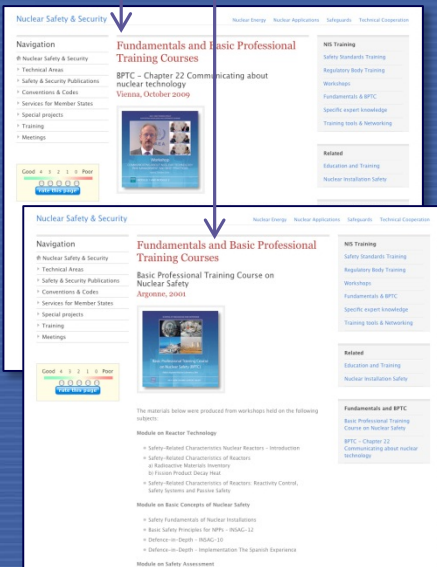 Nuclear Safety & Security
Nuclear Energy Nuclear Applications Safeguards Technical Cooperation
Navigation
Nuclear Safety & Security
Technical Areas
Safety & Security Publications
Conventions & Codes
Services for Member States
Special projects
Training
Meetings
Good 4 3 2 1 0 Poor
rate this page
Fundamentals and Basic Professional
Training Courses
BPTC - Chapter 22 Communicating about
nuclear technology
Vienna, October 2009
NIS Training
Safety Standards Training
Regulatory Body Training
Workshops
Fundamentals & BPTC
Specific expert knowledge
Training tools & Networking
Related
Education and Training
Nuclear Installation Safety
Nuclear Safety & Security
Nuclear Energy Nuclear Applications Safeguards Technical Cooperation
Navigation
Nuclear Safety & Security
Technical Areas
Safety & Security Publications
Conventions & Codes
Services for Member States
Special projects
Training
Meetings
Good 4 3 2 1 0 Poor
rate this page
Fundamentals and Basic Professional
Training Courses
Basic Professional Training Course on
Nuclear Safety
Argonne, 2001
Basic Professional Training Course
on Nuclear Safety (BPTC)
The materials below were produced from workshops held on the following
subjects:
Module on Reactor Technology
Safety-Related Characteristics Nuclear Reactors - Introduction
Safety-Related Characteristics of Reactors
a) Radioactive Materials Inventory
b) Fission Product Decay Heat
Safety-Related Characteristics of Reactors: Reactivity Control,
Safety Systems and Passive Safety
Module on Basic Concepts of Nuclear Safety
Safety Fundamentals of Nuclear Installations
Basic Safety Principles for NPPs - INSAG-12
Defence-in-Depth - INSAG-10
Defence-in-Depth - Implementation The Spanish Experience
Module on Safety Assessment
NIS Training
Safety Standards Training
Regulatory Body Training
Workshops
Fundamentals & BPTC
Specific expert knowledge
Training tools & Networking
Related
Education and Training
Nuclear Installation Safety
Fundamentals and BPTC
Basic Professional Training
Course on Nuclear Safety
BPTC - Chapter 22
Communicating about nuclear
technology